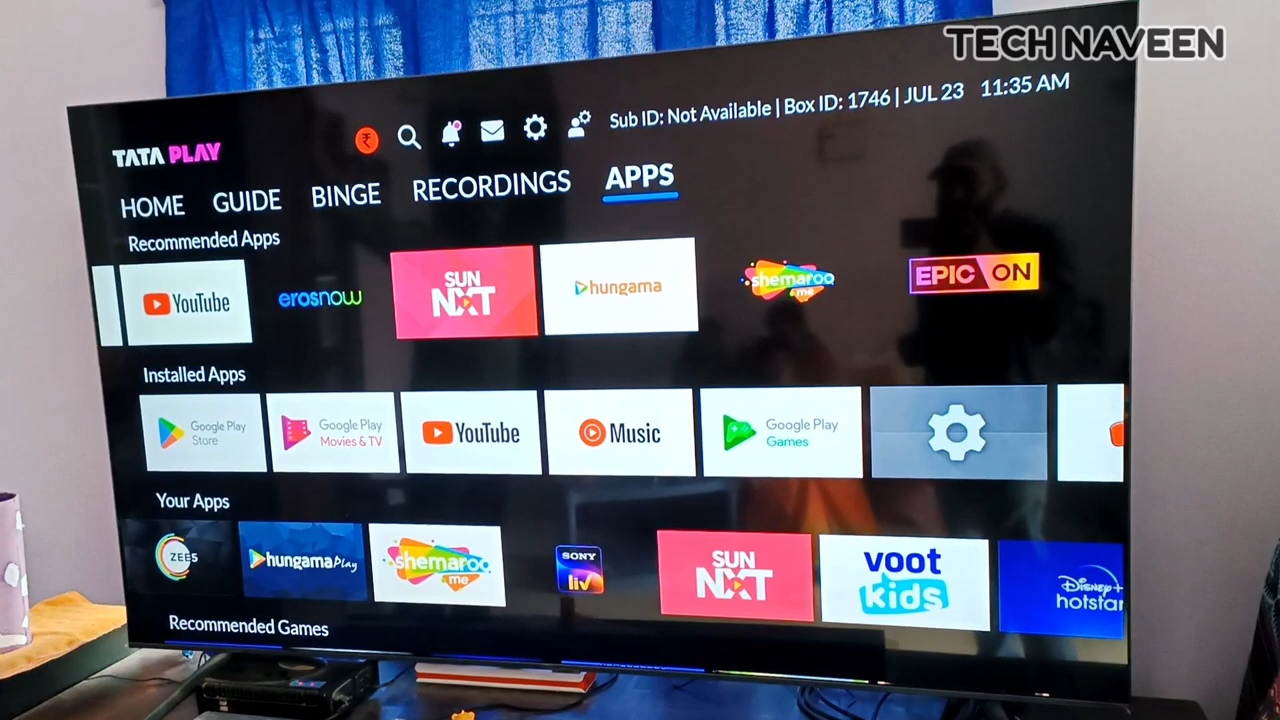 TECH NAVEEN
Sub ID: Not Available | Box ID: 1746 | JUL 23 11:35 AM
₹
TATA PLAY
HOME GUIDE BINGE RECORDINGS APPS
Recommended Apps
YouTube
erosnow
SUN
NXT
hungama
shemaroo
me
EPIC ON
Installed Apps
Google Play
Store
Google Play
Movies & TV
YouTube
Music
Google Play
Games
Your Apps
ZEE5
hungama Play
shemaroo
me
SONY
liv
SUN
NXT
voot
kids
Disney+
hotstar
Recommended Games